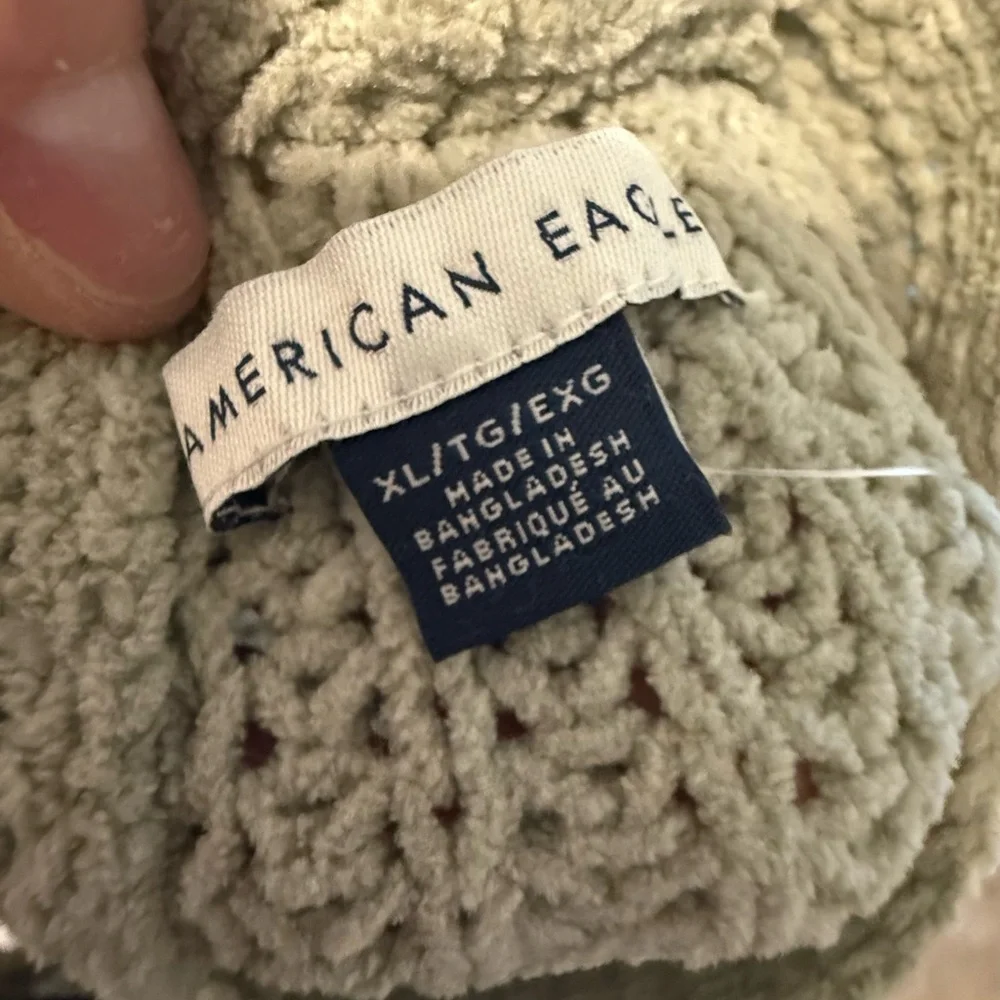 AMERICAN EAGLE
XL/TG/EXG
MADE IN
BANGLADESH
FABRIQUÉ AU
BANGLADESH